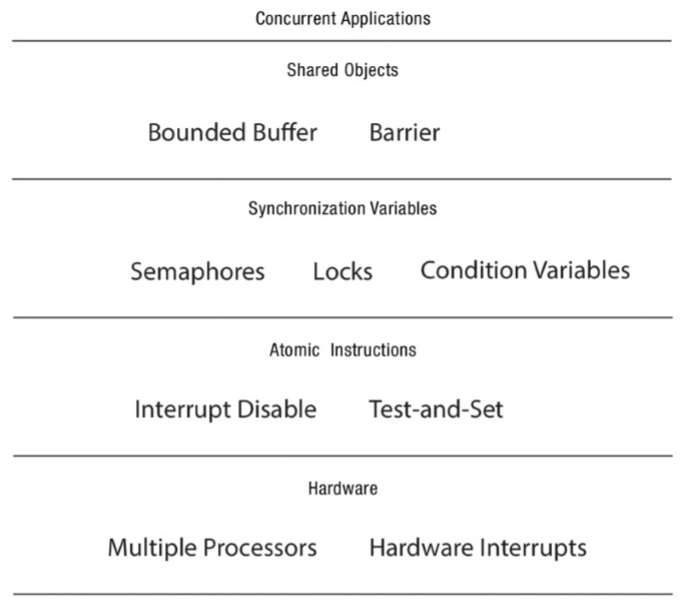 Concurrent Applications
Shared Objects
Bounded Buffer Barrier
Synchronization Variables
Semaphores Locks Condition Variables
Atomic Instructions
Interrupt Disable Test-and-Set
Hardware
Multiple Processors Hardware Interrupts